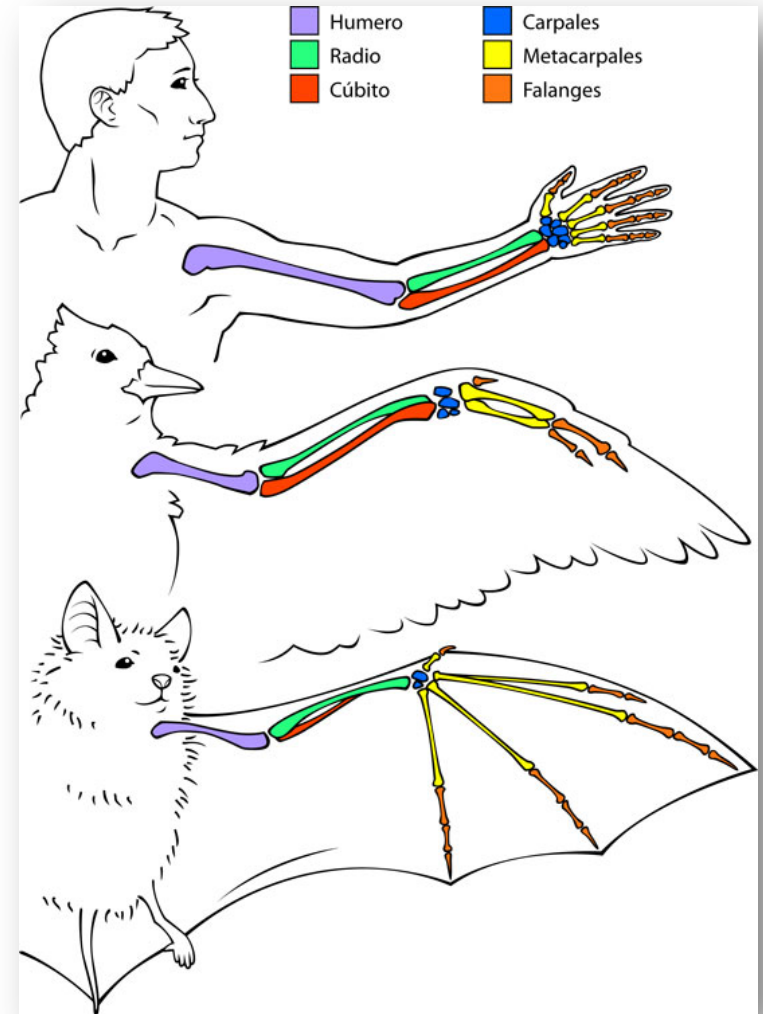 Humero
Radio
Cúbito
Carpales
Metacarpales
Falanges